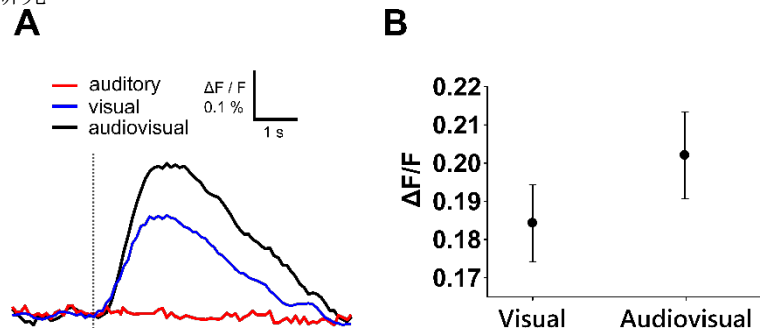 A
auditory
visual
audiovisual
ΔF / F
0.1 %
1 s
B
0.22
0.21
0.20
0.19
0.18
0.17
ΔF/F
Visual
Audiovisual